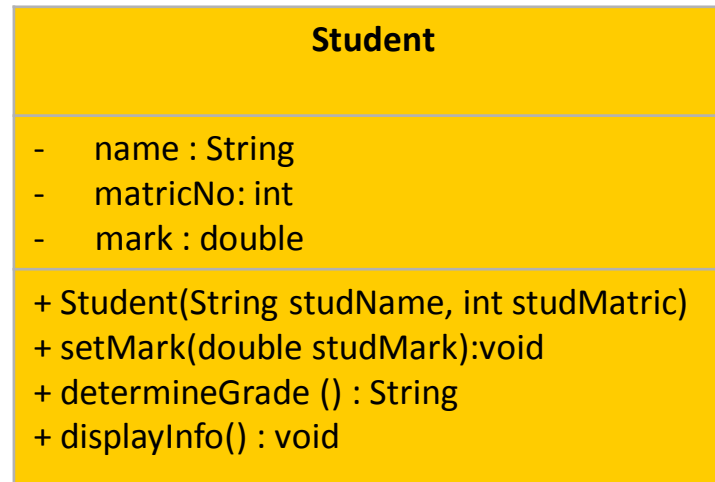 Student
- name : String
- matricNo: int
- mark : double
+ Student(String studName, int studMatric)
+ setMark(double studMark):void
+ determineGrade () : String
+ displayInfo() : void